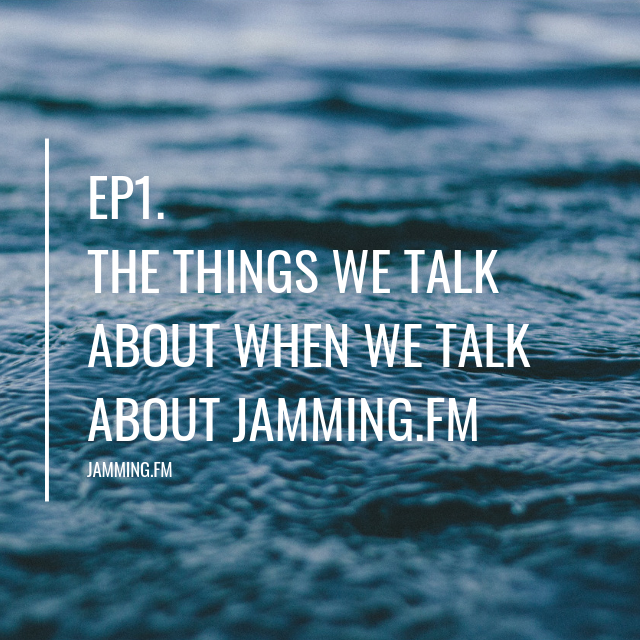 EP1.
THE THINGS WE TALK
ABOUT WHEN WE TALK
ABOUT JAMMING.FM
JAMMING.FM